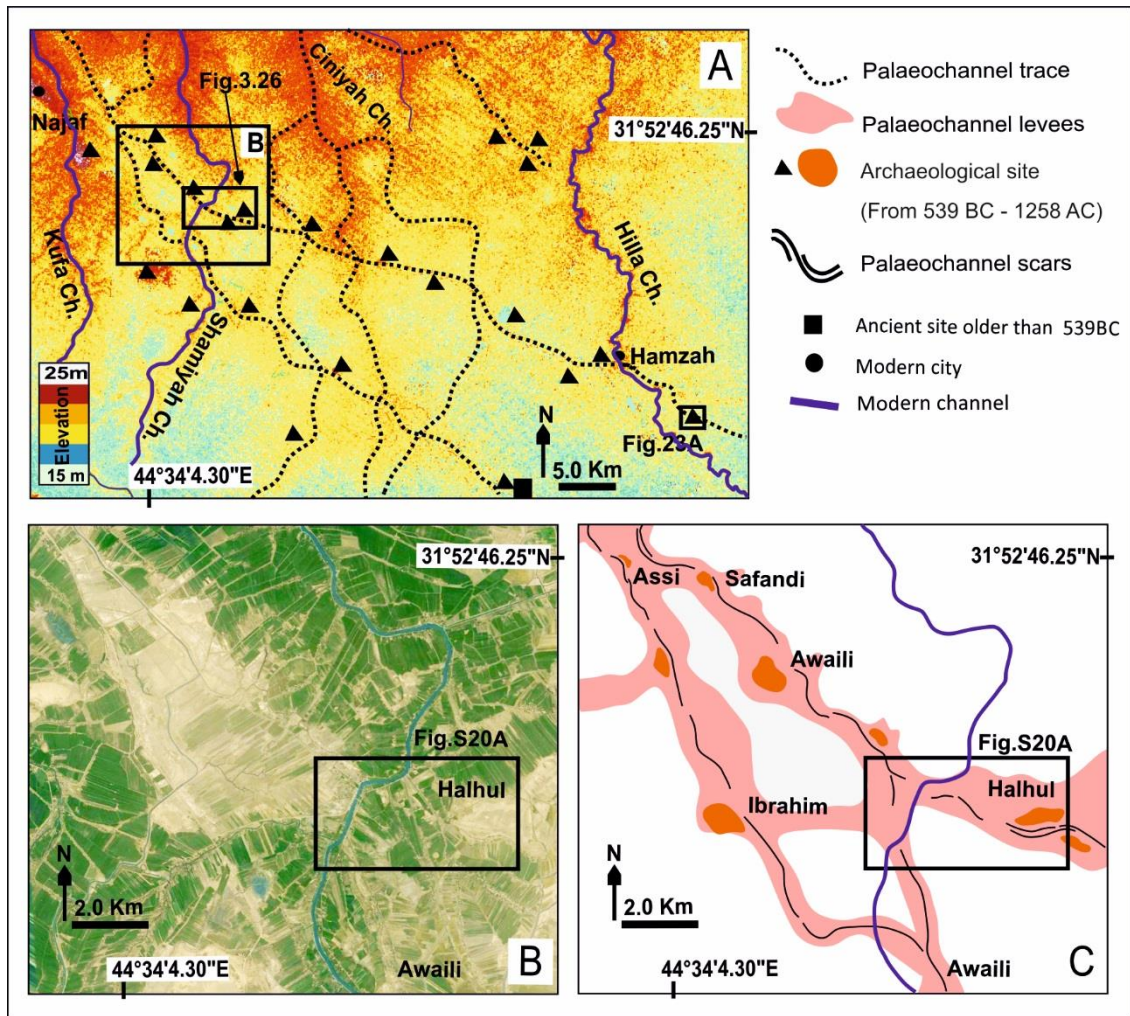 A
Fig.3.26
Ciniyah Ch.
Najaf
31°52'46.25"N
B
Kufa Ch.
Shamiyah Ch.
Hilla Ch.
Hamzah
Fig.23A
25m
Elevation
15 m
44°34'4.30"E
N
5.0 Km
Palaeochannel trace
Palaeochannel levees
Archaeological site
(From 539 BC - 1258 AC)
Palaeochannel scars
Ancient site older than 539BC
Modern city
Modern channel
31°52'46.25"N
Fig.S20A
Halhul
N
2.0 Km
44°34'4.30"E
Awaili
B
31°52'46.25"N
Assi
Safandi
Awaili
Fig.S20A
Halhul
Ibrahim
N
2.0 Km
44°34'4.30"E
Awaili
C